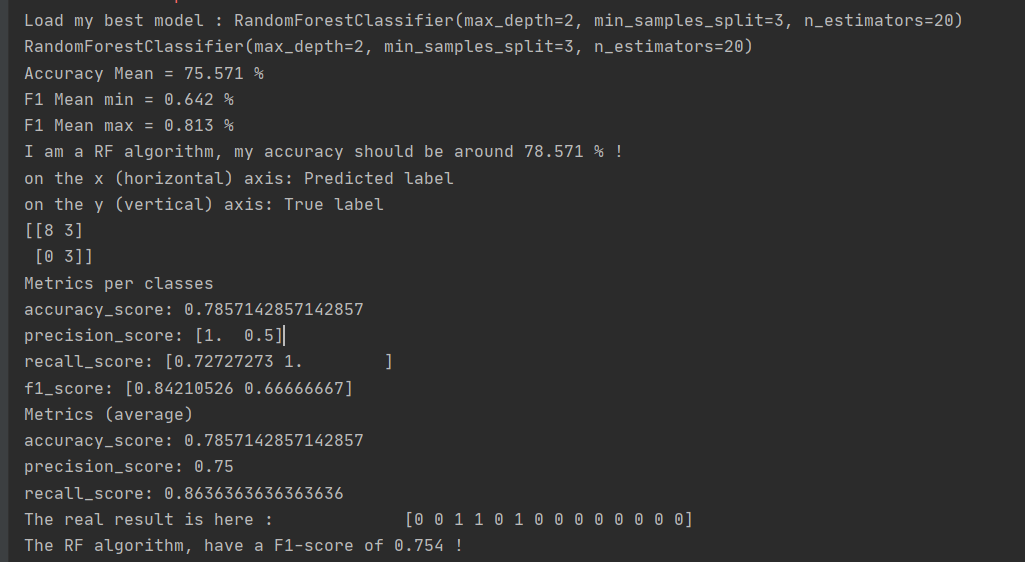 Load my best model : RandomForestClassifier(max_depth=2, min_samples_split=3, n_estimators=20)
RandomForestClassifier(max_depth=2, min_samples_split=3, n_estimators=20)
Accuracy Mean = 75.571 %
F1 Mean min = 0.642 %
F1 Mean max = 0.813 %
I am a RF algorithm, my accuracy should be around 78.571 % !
on the x (horizontal) axis: Predicted label
on the y (vertical) axis: True label
[[8 3]
 [0 3]]
Metrics per classes
accuracy_score: 0.7857142857142857
precision_score: [1.  0.5]
recall_score: [0.72727273 1.        ]
f1_score: [0.84210526 0.66666667]
Metrics (average)
accuracy_score: 0.7857142857142857
precision_score: 0.75
recall_score: 0.8636363636363636
The real result is here :             [0 0 1 1 0 1 0 0 0 0 0 0 0 0]
The RF algorithm, have a F1-score of 0.754 !